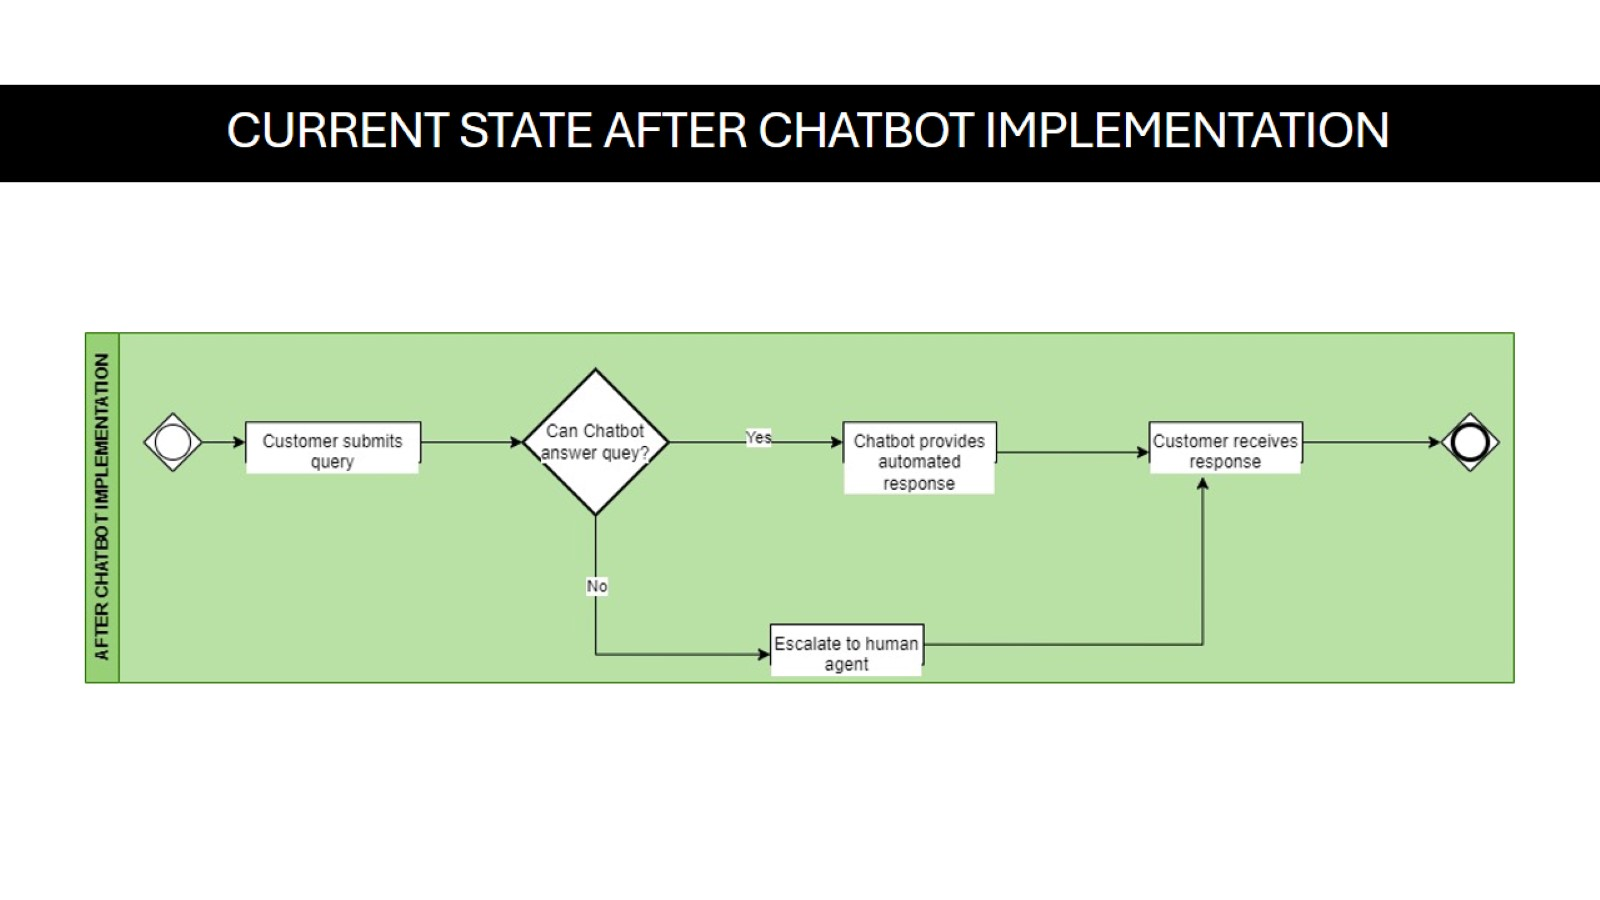 CURRENT STATE AFTER CHATBOT IMPLEMENTATION
AFTER CHATBOT IMPLEMENTATION
Customer submits
query
Can Chatbot
answer quey?
Yes
Chatbot provides
automated
response
Customer receives
response
No
Escalate to human
agent